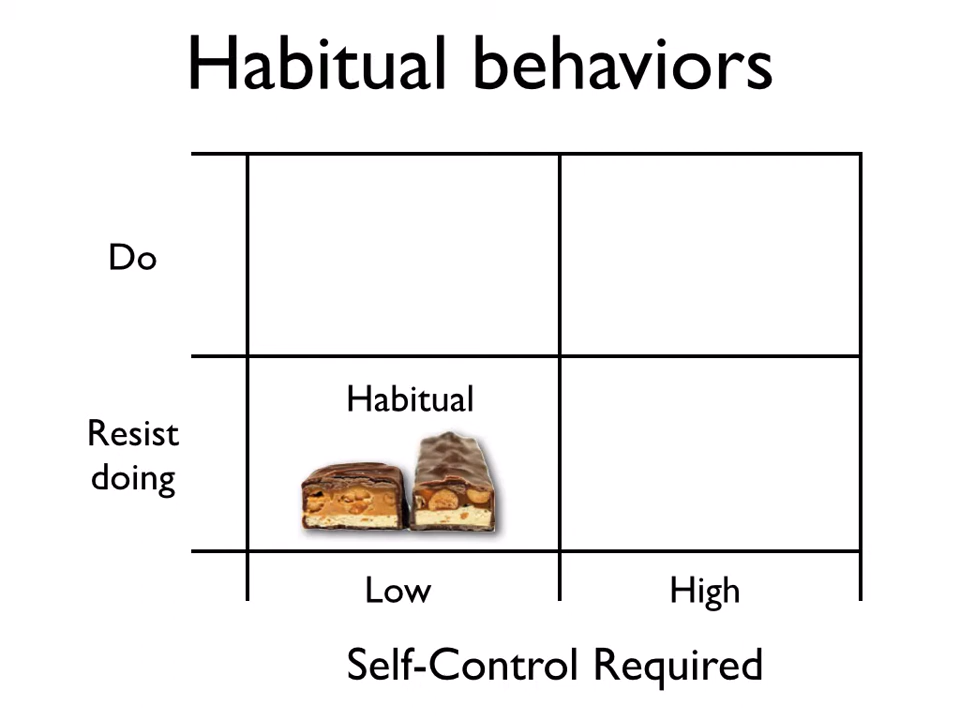 Habitual behaviors
Do
Habitual
Resist
doing
Low
High
Self-Control Required